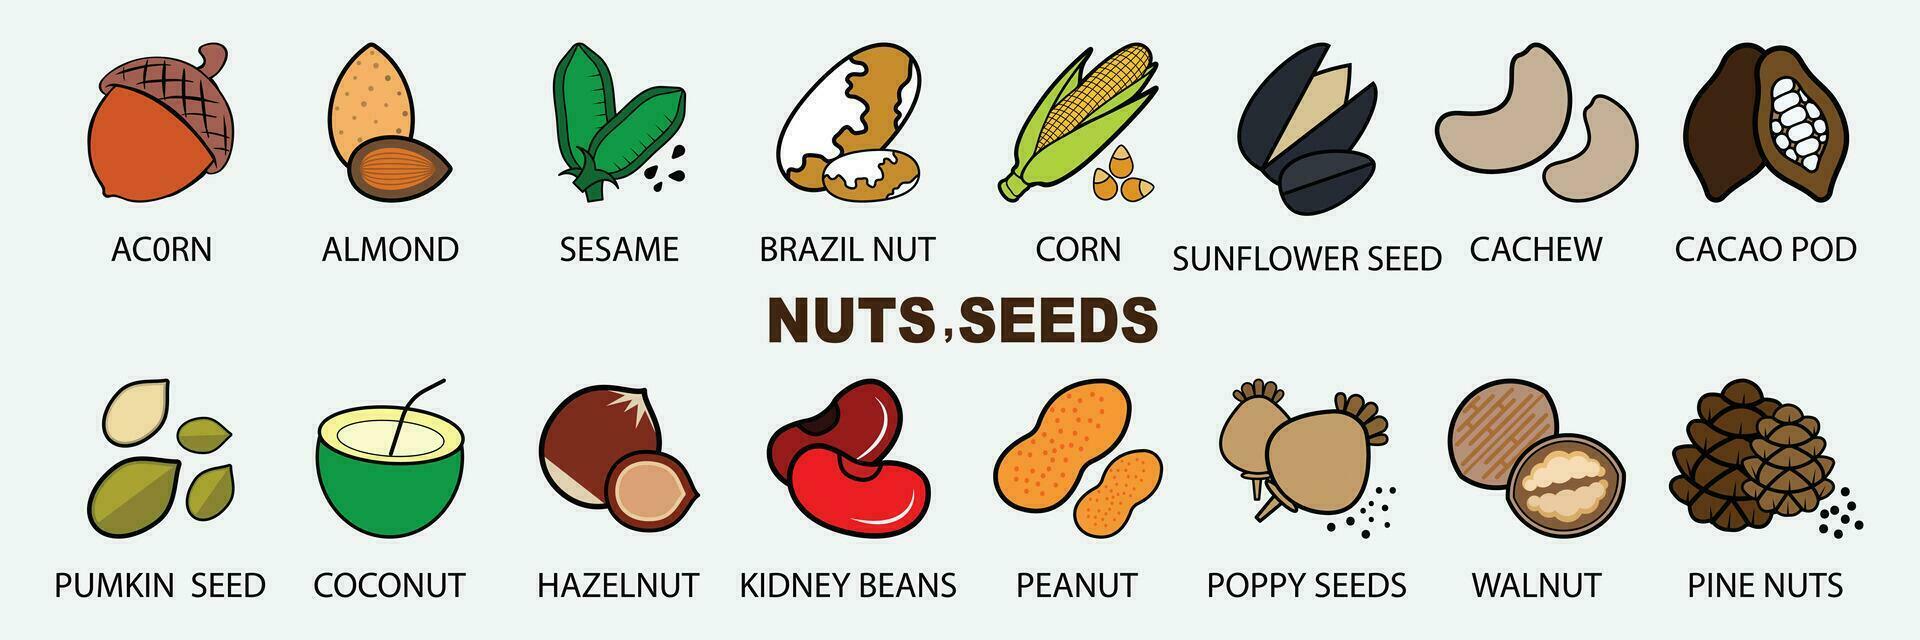 AC0RN
ALMOND
SESAME
BRAZIL NUT
CORN
SUNFLOWER SEED
CACHEW
CACAO POD
NUTS,SEEDS
PUMKIN SEED
COCONUT
HAZELNUT
KIDNEY BEANS
PEANUT
POPPY SEEDS
WALNUT
PINE NUTS